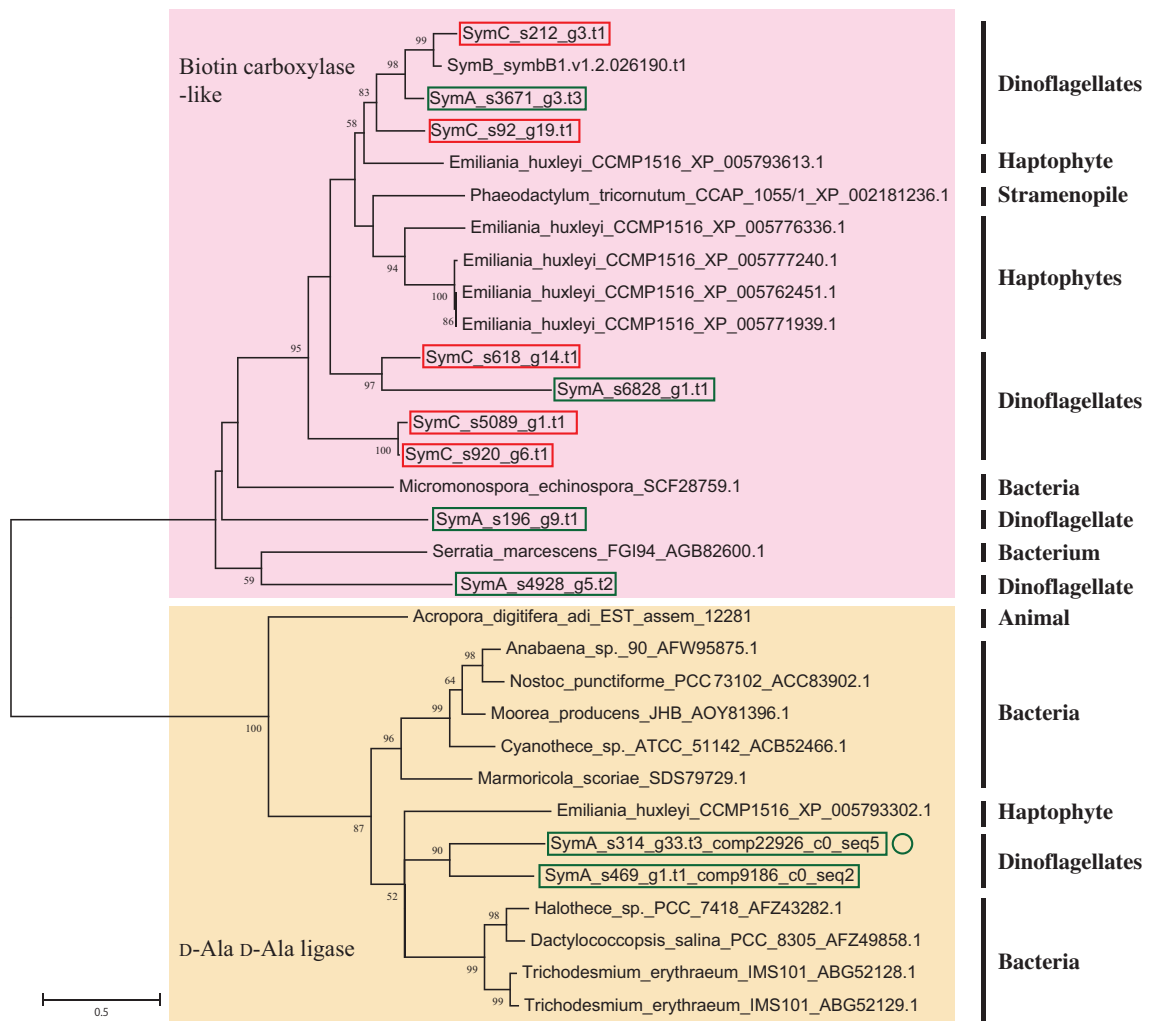 Biotin carboxylase
-like
99
SymC_s212_g3.t1
SymB_symbB1.v1.2.026190.t1
98
SymA_s3671_g3.t3
83
SymC_s92_g19.t1
Dinoflagellates
58
Emiliania_huxleyi_CCMP1516_XP_005793613.1
Haptophyte
Phaeodactylum_tricornutum_CCAP_1055/1_XP_002181236.1
Stramenopile
Emiliania_huxleyi_CCMP1516_XP_005776336.1
94
Emiliania_huxleyi_CCMP1516_XP_005777240.1
100
Emiliania_huxleyi_CCMP1516_XP_005762451.1
86
Emiliania_huxleyi_CCMP1516_XP_005771939.1
Haptophytes
95
SymC_s618_g14.t1
97
SymA_s6828_g1.t1
SymC_s5089_g1.t1
100
SymC_s920_g6.t1
Dinoflagellates
Micromonospora_echinospora_SCF28759.1
Bacteria
SymA_s196_g9.t1
Dinoflagellate
Serratia_marcescens_FGI94_AGB82600.1
Bacterium
59
SymA_s4928_g5.t2
Dinoflagellate
Acropora_digitifera_adi_EST_assem_12281
Animal
100
98
Anabaena_sp._90_AFW95875.1
Nostoc_punctiforme_PCC 73102_ACC83902.1
64
Moorea_producens_JHB_AOY81396.1
99
Cyanothece_sp._ATCC_51142_ACB52466.1
96
Marmoricola_scoriae_SDS79729.1
Bacteria
87
Emiliania_huxleyi_CCMP1516_XP_005793302.1
Haptophyte
90
SymA_s314_g33.t3_comp22926_c0_seq5
SymA_s469_g1.t1_comp9186_c0_seq2
Dinoflagellates
52
98
Halothece_sp._PCC_7418_AFZ43282.1
Dactylococcopsis_salina_PCC_8305_AFZ49858.1
99
Trichodesmium_erythraeum_IMS101_ABG52128.1
99
Trichodesmium_erythraeum_IMS101_ABG52129.1
Bacteria
D-Ala D-Ala ligase
0.5